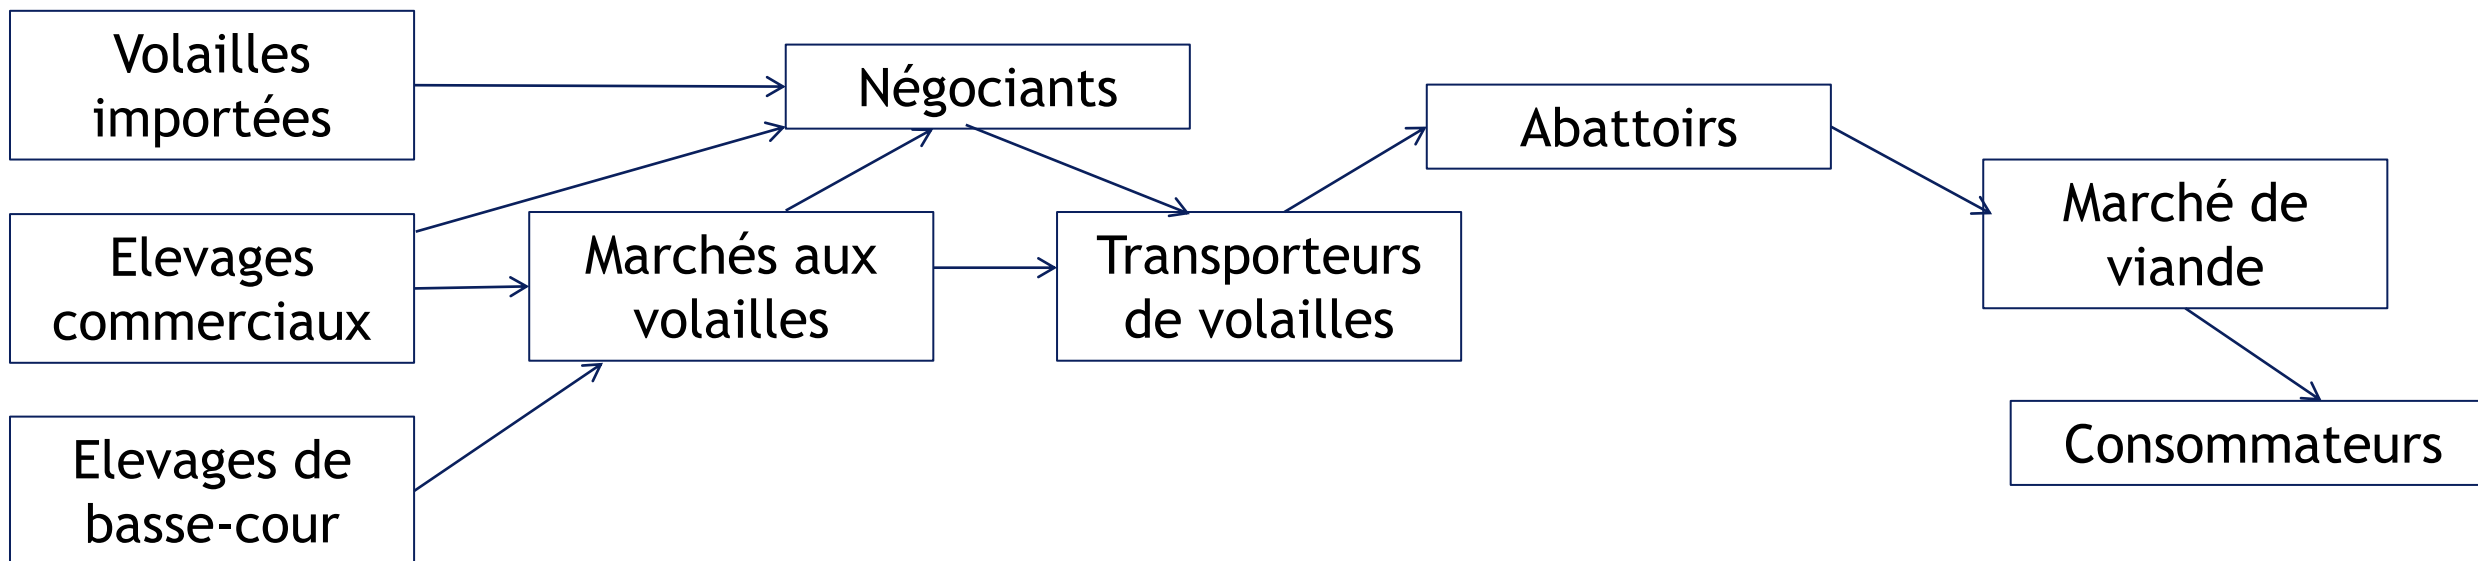 Volailles
importées
Négociants
Abattoirs
Marché de
viande
Elevages
commerciaux
Marchés aux
volailles
Transporteurs
de volailles
Elevages de
basse-cour
Consommateurs